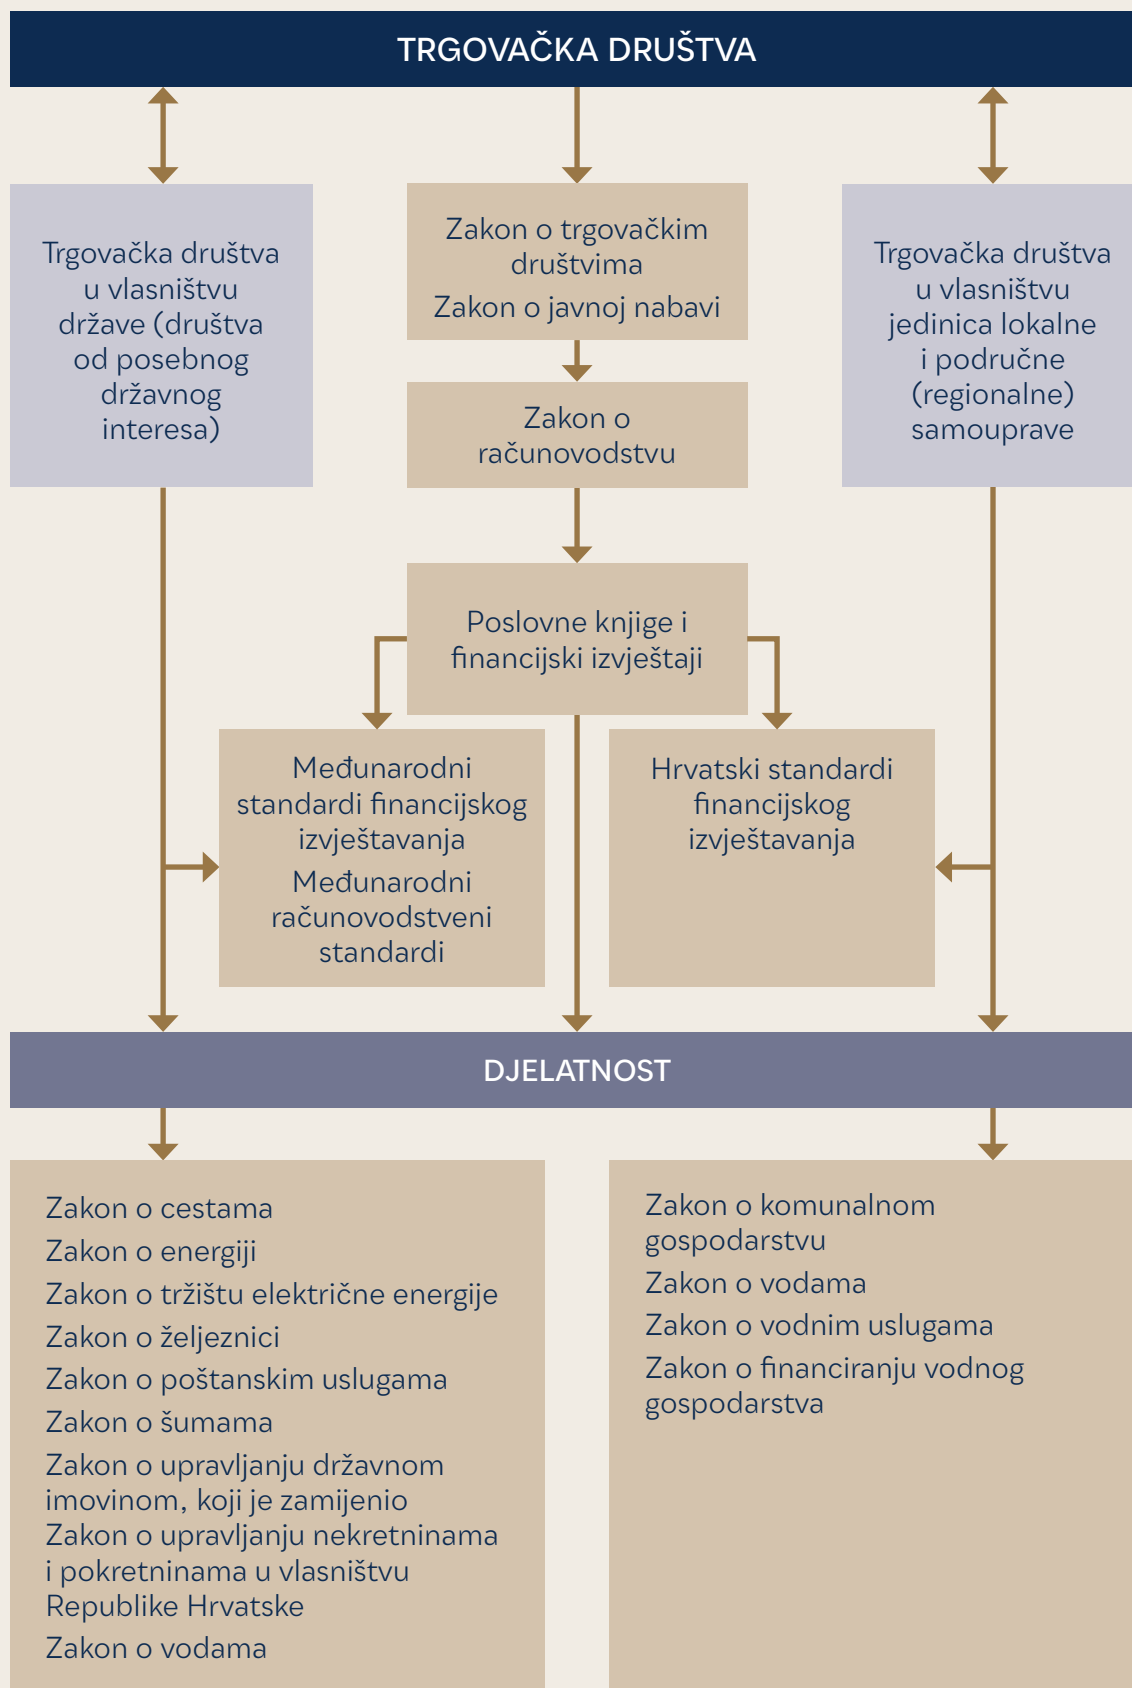 TRGOVAČKA DRUŠTVA
Trgovačka društva
u vlasništvu
države (društva
od posebnog
državnog
interesa)
Zakon o trgovačkim
društvima
Zakon o javnoj nabavi
Trgovačka društva
u vlasništvu
jedinica lokalne
i područne
(regionalne)
samouprave
Zakon o
računovodstvu
Poslovne knjige i
financijski izvještaji
Međunarodni
standardi financijskog
izvještavanja
Međunarodni
računovodstveni
standardi
Hrvatski standardi
financijskog
izvještavanja
DJELATNOST
Zakon o cestama
Zakon o energiji
Zakon o tržištu električne energije
Zakon o željeznici
Zakon o poštanskim uslugama
Zakon o šumama
Zakon o upravljanju državnom
imovinom, koji je zamijenio
Zakon o upravljanju nekretninama
i pokretninama u vlasništvu
Republike Hrvatske
Zakon o vodama
Zakon o komunalnom
gospodarstvu
Zakon o vodama
Zakon o vodnim uslugama
Zakon o financiranju vodnog
gospodarstva